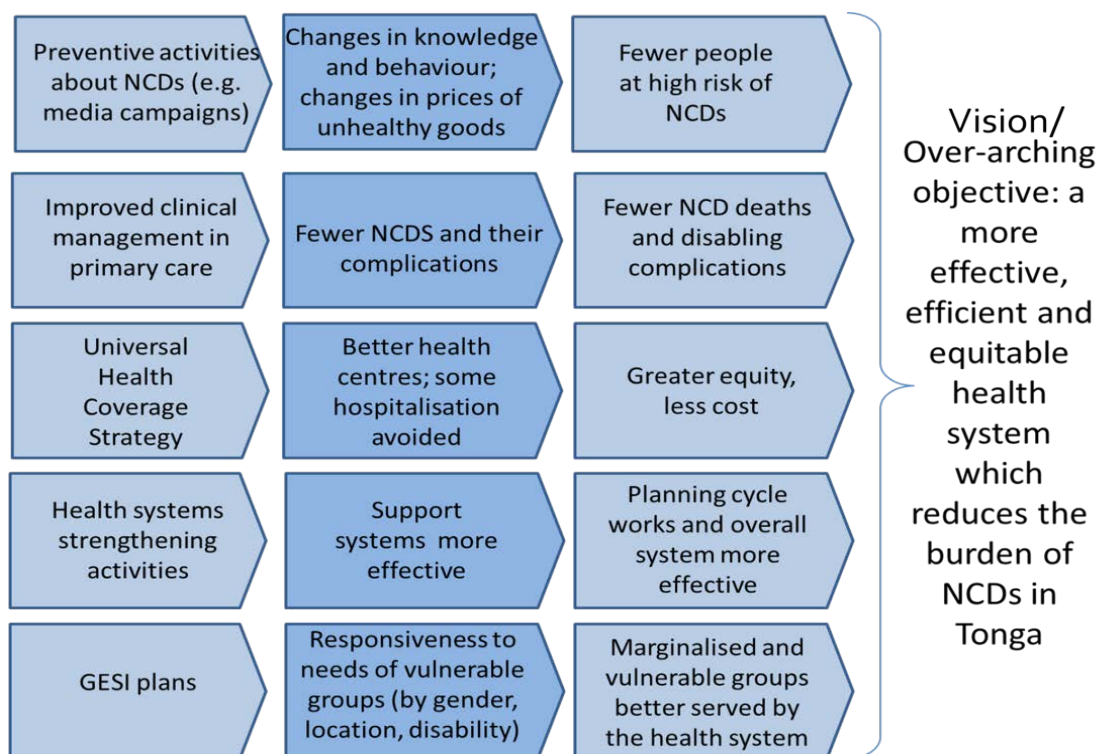 Preventive activities
about NCDs (e.g.
media campaigns)
Changes in knowledge
and behaviour;
changes in prices of
unhealthy goods
Fewer people
at high risk of
NCDs
Improved clinical
management in
primary care
Fewer NCDS and their
complications
Fewer NCD deaths
and disabling
complications
Universal
Health
Coverage
Strategy
Better health
centres; some
hospitalisation
avoided
Greater equity,
less cost
Health systems
strengthening
activities
Support
systems more
effective
Planning cycle
works and overall
system more
effective
GESI plans
Responsiveness to
needs of vulnerable
groups (by gender,
location, disability)
Marginalised and
vulnerable groups
better served by
the health system
Vision/
Over-arching
objective: a
more
effective,
efficient and
equitable
health
system
which
reduces the
burden of
NCDs in
Tonga